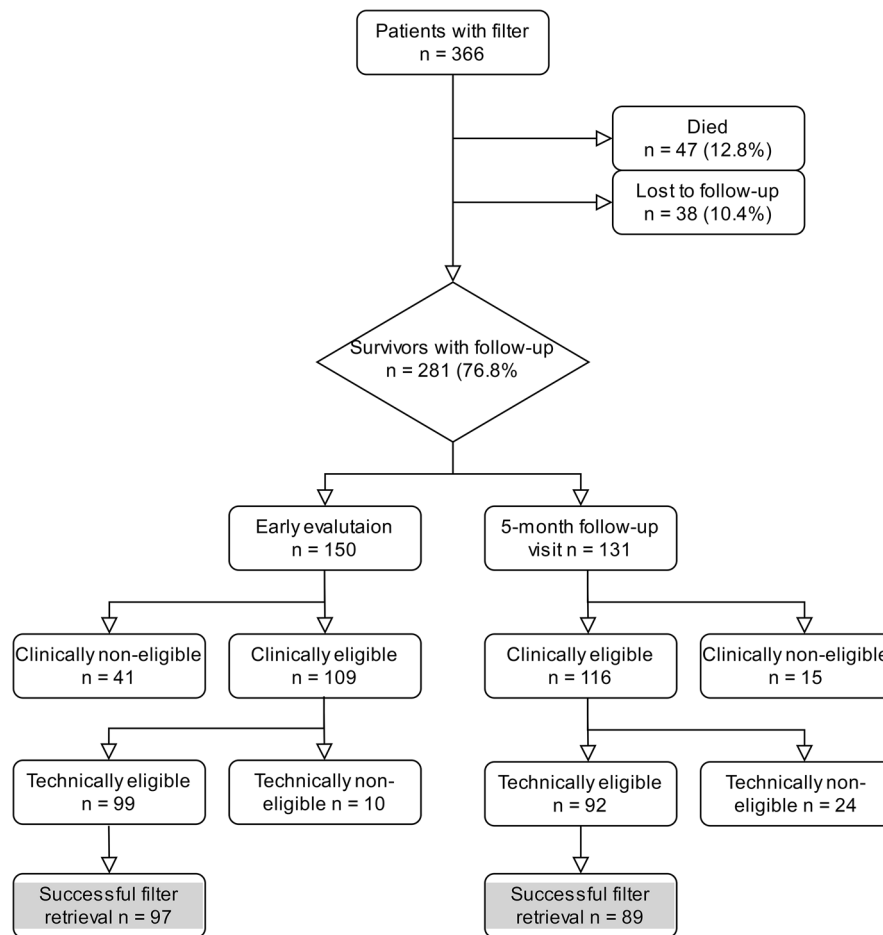 Patients with filter
n = 366
Died
n = 47 (12.8%)
Lost to follow-up
n = 38 (10.4%)
Survivors with follow-up
n = 281 (76.8%
Early evalutaion
n = 150
5-month follow-up
visit n = 131
Clinically non-eligible
n = 41
Clinically eligible
n = 109
Clinically eligible
n = 116
Clinically non-eligible
n = 15
Technically eligible
n = 99
Technically non-
eligible n = 10
Technically eligible
n = 92
Technically non-
eligible n = 24
Successful filter
retrieval n = 97
Successful filter
retrieval n = 89